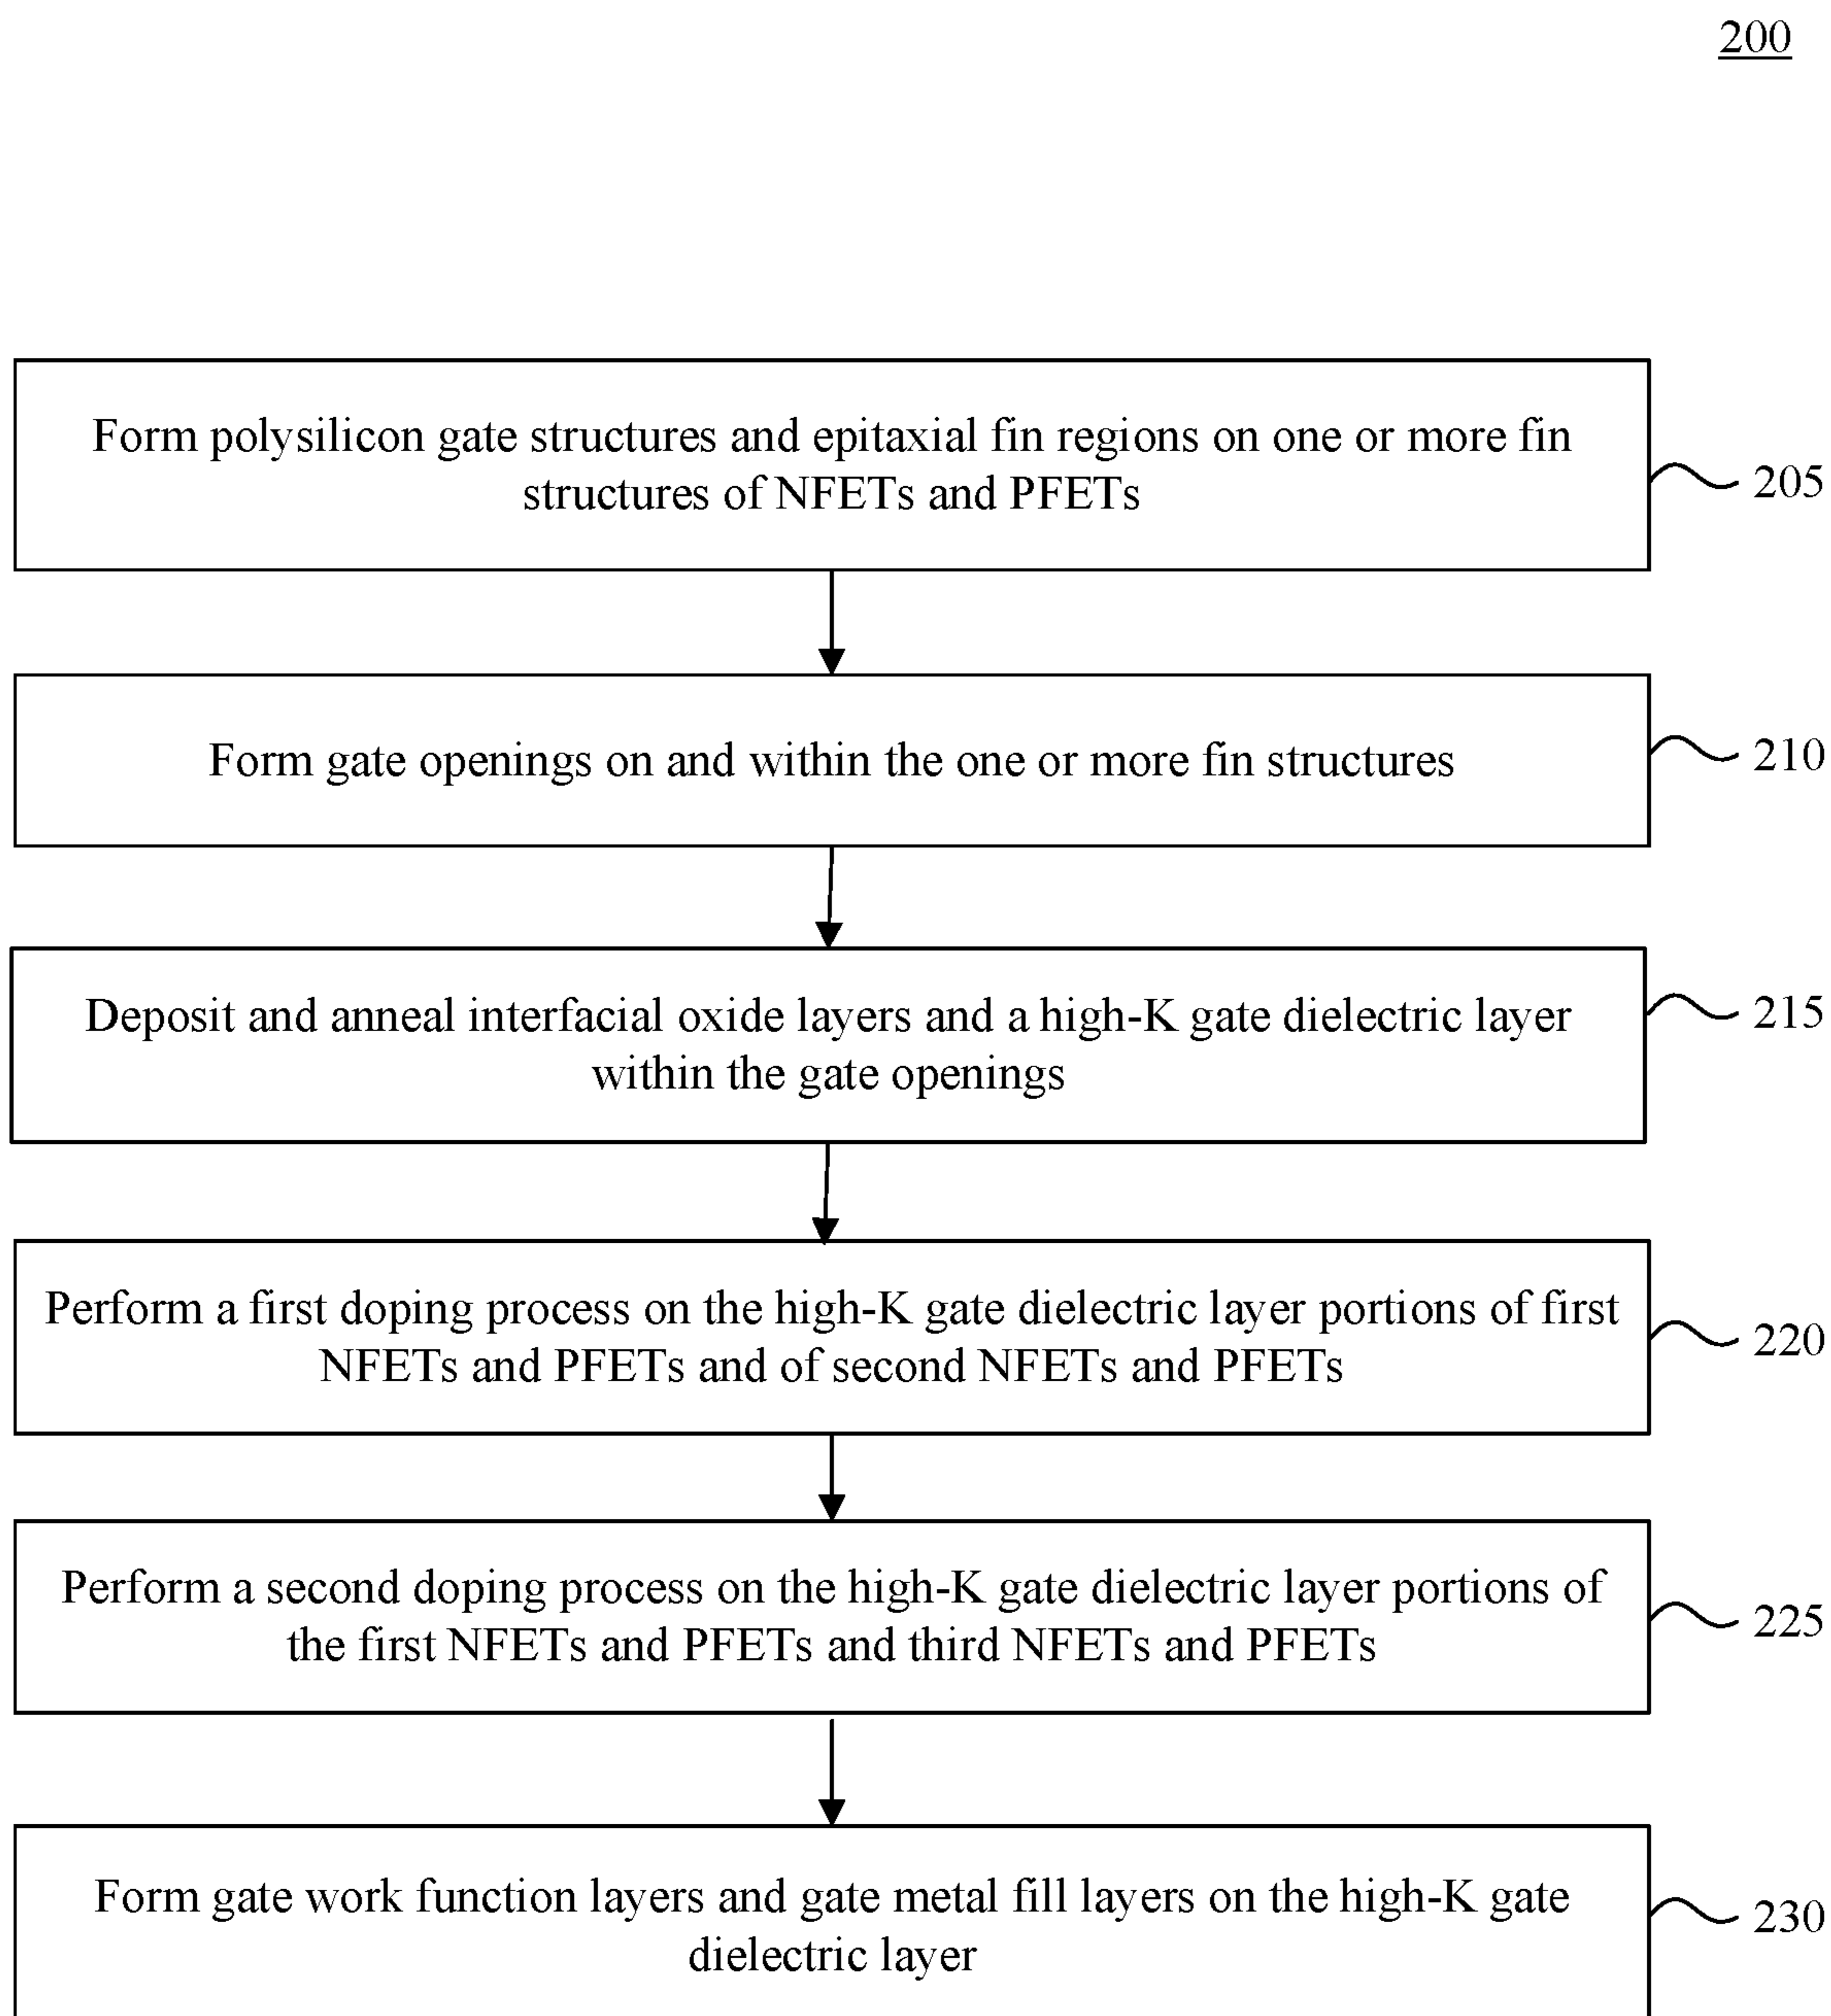 200
Form polysilicon gate structures and epitaxial fin regions on one or more fin
structures of NFETs and PFETs
205
Form gate openings on and within the one or more fin structures
210
Deposit and anneal interfacial oxide layers and a high-K gate dielectric layer
within the gate openings
215
Perform a first doping process on the high-K gate dielectric layer portions of first
NFETs and PFETs and of second NFETs and PFETs
220
Perform a second doping process on the high-K gate dielectric layer portions of
the first NFETs and PFETs and third NFETs and PFETs
225
Form gate work function layers and gate metal fill layers on the high-K gate
dielectric layer
230